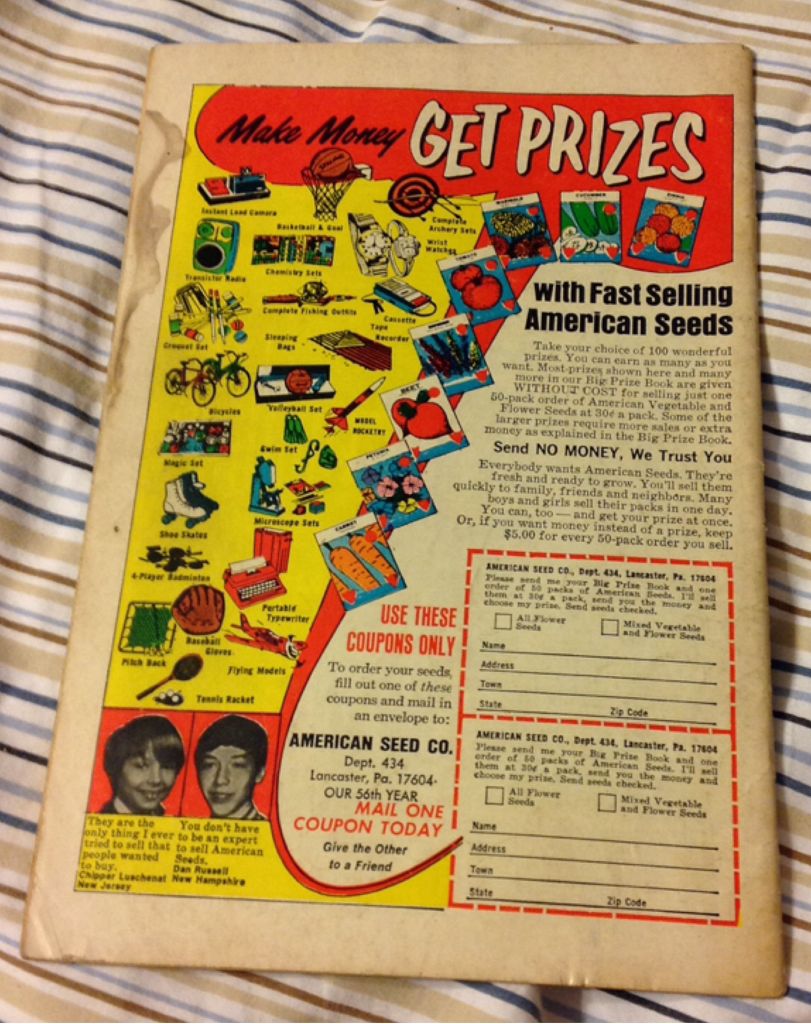 Make Money GET PRIZES
SPALDING
Instant Load Camera
Basketball & Goal
Complete
Archery Sets
Wrist
Watches
Transistor Radio
Chemistry Sets
Complete Fishing Outfits
Cassette
Tape
Recorder
Croquet Set
Sleeping
Bags
Bicycles
Volleyball Set
MODEL
ROCKETRY
Magic Set
Swim Set
Shoe Skates
Microscope Sets
4-Player Badminton
Portable
Typewriter
Pitch Back
Baseball
Gloves
Flying Models
Tennis Racket
MARIGOLD
CUCUMBER
ZINNIA
TOMATO
BEET
PETUNIA
CARROT
with Fast Selling
American Seeds
Take your choice of 100 wonderful
prizes. You can earn as many as you
want. Most prizes shown here and many
more in our Big Prize Book are given
WITHOUT COST for selling just one
50-pack order of American Vegetable and
Flower Seeds at 30¢ a pack. Some of the
larger prizes require more sales or extra
money as explained in the Big Prize Book.
Send NO MONEY, We Trust You
Everybody wants American Seeds. They're
fresh and ready to grow. You'll sell them
quickly to family, friends and neighbors. Many
boys and girls sell their packs in one day.
You can, too — and get your prize at once.
Or, if you want money instead of a prize, keep
$5.00 for every 50-pack order you sell.
USE THESE
COUPONS ONLY
To order your seeds,
fill out one of these
coupons and mail in
an envelope to:
AMERICAN SEED CO.
Dept. 434
Lancaster, Pa. 17604
OUR 56th YEAR
MAIL ONE
COUPON TODAY
Give the Other
to a Friend
AMERICAN SEED CO., Dept. 434, Lancaster, Pa. 17604
Please send me your Big Prize Book and one
order of 50 packs of American Seeds. I'll sell
them at 30¢ a pack, send you the money and
choose my prize. Send seeds checked.
All Flower
Seeds
Mixed Vegetable
and Flower Seeds
Name
Address
Town
State Zip Code
AMERICAN SEED CO., Dept. 434, Lancaster, Pa. 17604
Please send me your Big Prize Book and one
order of 50 packs of American Seeds. I'll sell
them at 30¢ a pack, send you the money and
choose my prize. Send seeds checked.
All Flower
Seeds
Mixed Vegetable
and Flower Seeds
Name
Address
Town
State Zip Code
They are the
only thing I ever
tried to sell that
people wanted
to buy.
Chipper Luschenat
New Jersey
You don't have
to be an expert
to sell American
Seeds.
Dan Russell
New Hampshire